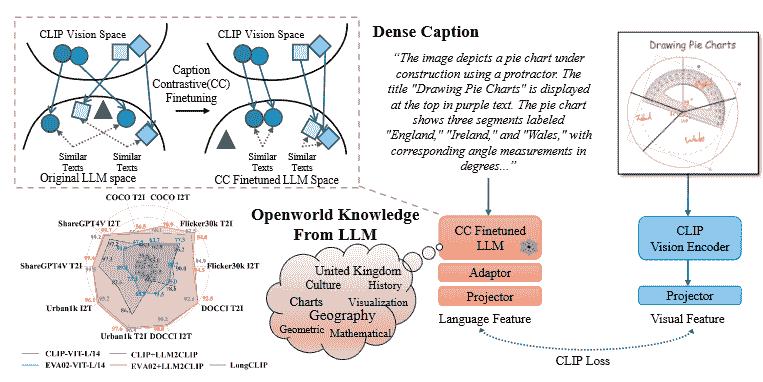 CLIP Vision Space
CLIP Vision Space
Caption
Contrastive(CC)
Finetuning
Similar
Texts
Similar
Texts
Similar
Texts
Similar
Texts
Original LLM space
CC Finetuned LLM Space
Dense Caption
“The image depicts a pie chart under
construction using a protractor. The
title "Drawing Pie Charts" is displayed
at the top in purple text. The pie chart
shows three segments labeled
"England," "Ireland," and "Wales," with
corresponding angle measurements in
degrees...”
Drawing Pie Charts
COCO T2I
COCO I2T
ShareGPT4V I2T
Flicker30k T2I
ShareGPT4V T2I
Flicker30k I2T
Urban1k I2T
DOCCI T2I
Urban1k T2I
DOCCI I2T
CLIP-VIT-L/14
CLIP+LLM2CLIP
EVA02-VIT-L/14
EVA02+LLM2CLIP
LongCLIP
Openworld Knowledge
From LLM
United Kingdom
Culture
History
Charts
Visualization
Geography
Geometric
Mathematical
CC Finetuned
LLM
Adaptor
Projector
Language Feature
CLIP
Vision Encoder
Projector
Visual Feature
CLIP Loss